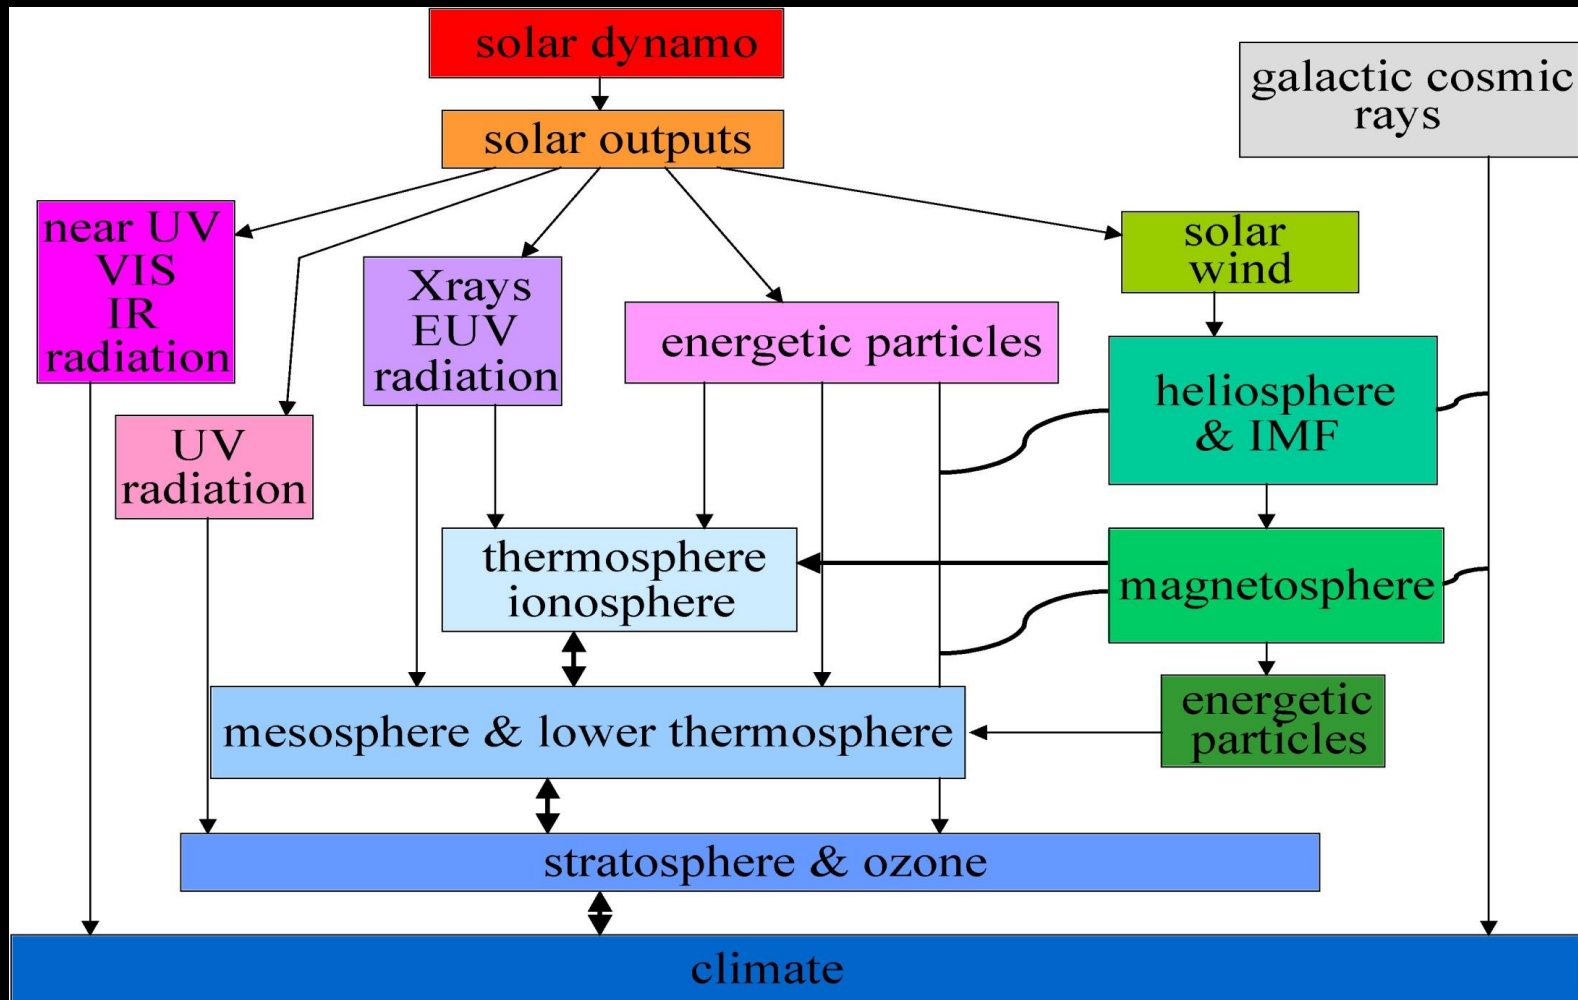 solar dynamo
galactic cosmic
rays
solar outputs
near UV
VIS
IR
radiation
solar
wind
Xrays
EUV
radiation
energetic particles
heliosphere
& IMF
UV
radiation
thermosphere
ionosphere
magnetosphere
energetic
particles
mesosphere & lower thermosphere
stratosphere & ozone
climate